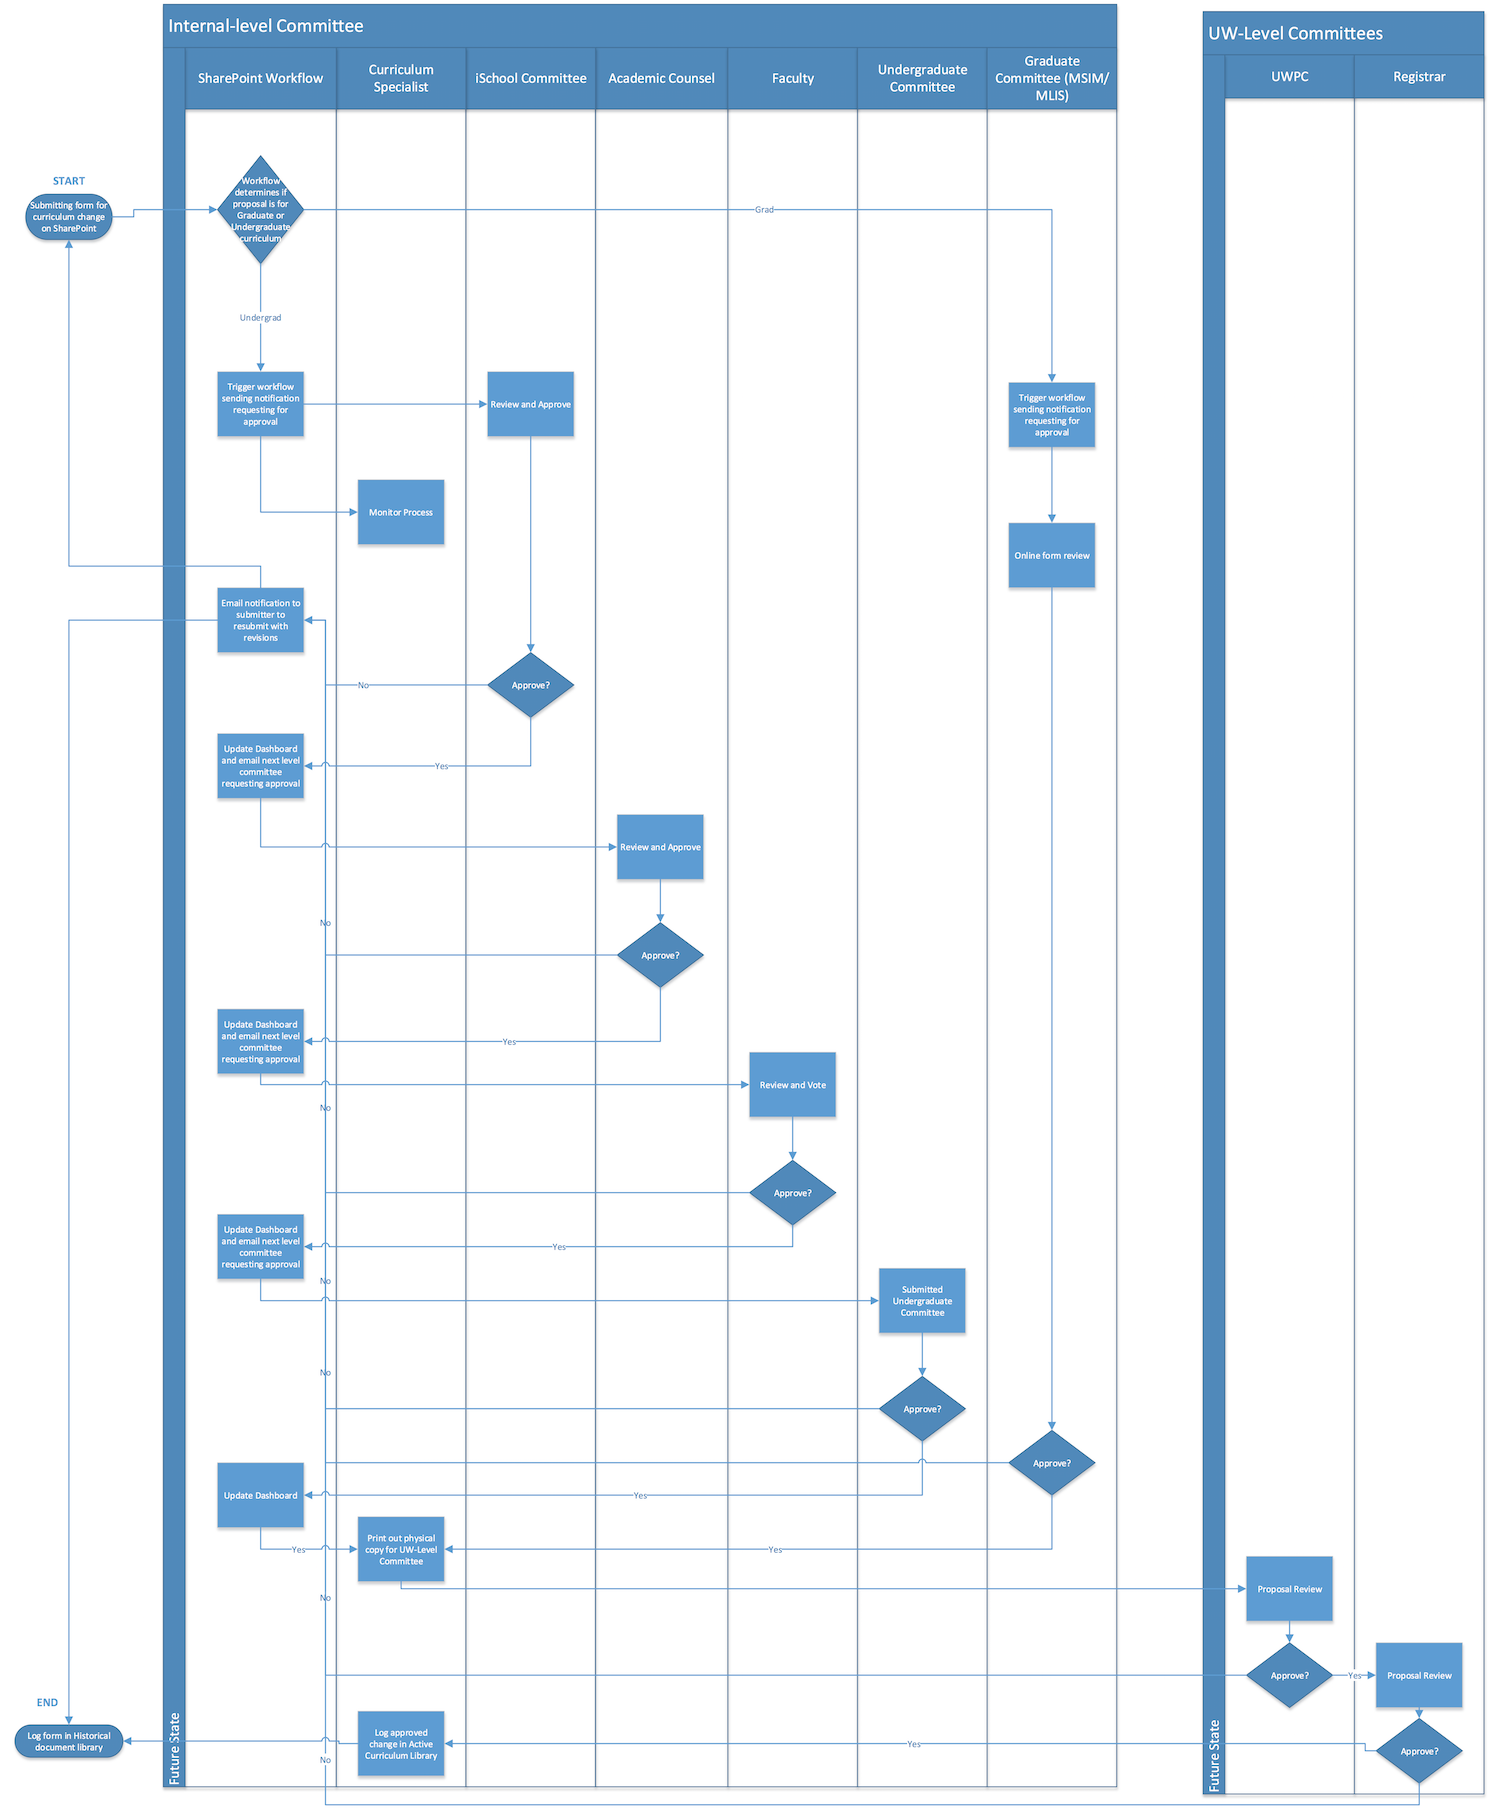 Internal-level Committee
UW-Level Committees
SharePoint Workflow
Curriculum
Specialist
iSchool Committee
Academic Counsel
Faculty
Undergraduate
Committee
Graduate
Committee (MSIM/
MLIS)
UWPC
Registrar
START
Submitting form for
curriculum change
on SharePoint
Workflow
determines if
proposal is for
Graduate or
Undergraduate
curriculum
Grad
Undergrad
Trigger workflow
sending notification
requesting for
approval
Review and Approve
Trigger workflow
sending notification
requesting for
approval
Monitor Process
Online form review
Email notification to
submitter to
resubmit with
revisions
Approve?
No
Update Dashboard
and email next level
committee
requesting approval
Yes
Review and Approve
No
Approve?
Update Dashboard
and email next level
committee
requesting approval
Yes
Review and Vote
No
Approve?
Update Dashboard
and email next level
committee
requesting approval
Yes
No
Submitted
Undergraduate
Committee
No
Approve?
Approve?
Update Dashboard
Yes
Yes
Print out physical
copy for UW-Level
Committee
Yes
Proposal Review
No
Approve?
Yes
Proposal Review
END
Log form in Historical
document library
Log approved
change in Active
Curriculum Library
Yes
Approve?
No
Future State
Future State